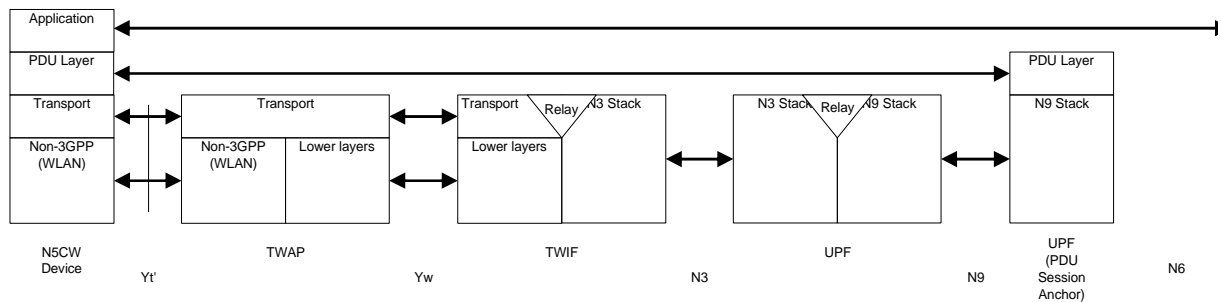 Application
PDU Layer
PDU Layer
Transport
Transport
Transport
Relay
N3 Stack
N3 Stack
Relay
N9 Stack
N9 Stack
Non-3GPP
(WLAN)
Non-3GPP
(WLAN)
Lower layers
Lower layers
N5CW
Device
Yt'
TWAP
Yw
TWIF
N3
UPF
N9
UPF
(PDU
Session
Anchor)
N6